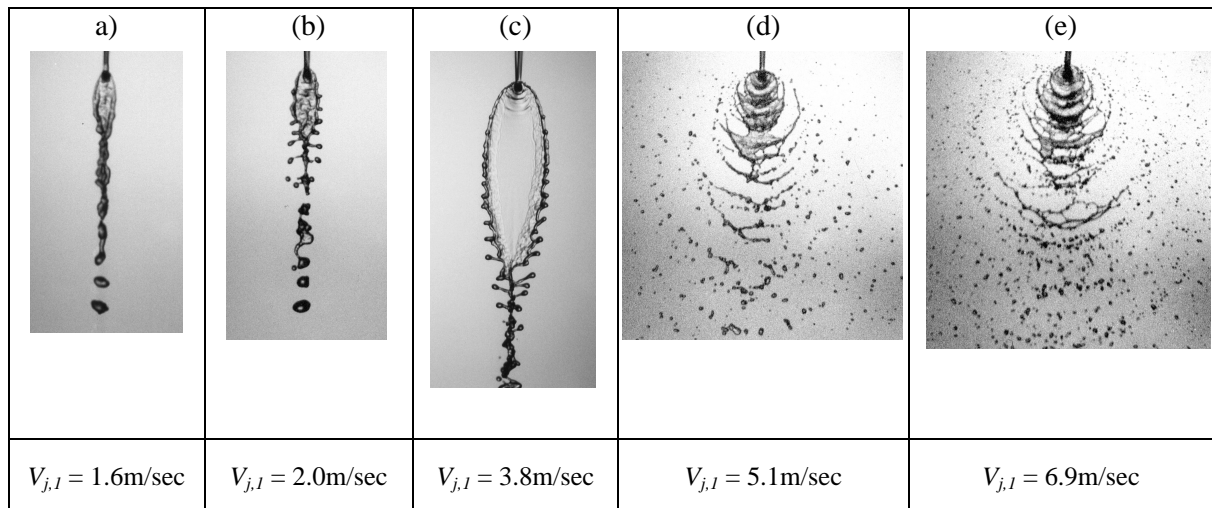 a)
(b)
(c)
(d)
(e)
V_{j,1} = 1.6m/sec
V_{j,1} = 2.0m/sec
V_{j,1} = 3.8m/sec
V_{j,1} = 5.1m/sec
V_{j,1} = 6.9m/sec